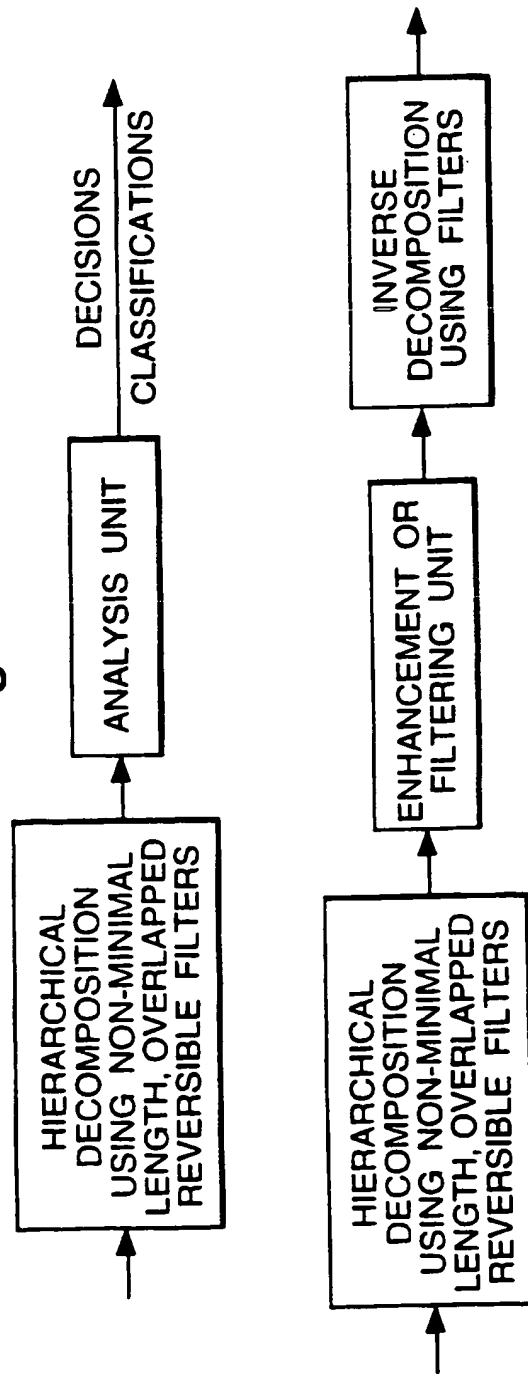 HIERARCHICAL
DECOMPOSITION
USING NON-MINIMAL
LENGTH, OVERLAPPED
REVERSIBLE FILTERS
ANALYSIS UNIT
DECISIONS
CLASSIFICATIONS
HIERARCHICAL
DECOMPOSITION
USING NON-MINIMAL
LENGTH, OVERLAPPED
REVERSIBLE FILTERS
ENHANCEMENT OR
FILTERING UNIT
INVERSE
DECOMPOSITION
USING FILTERS